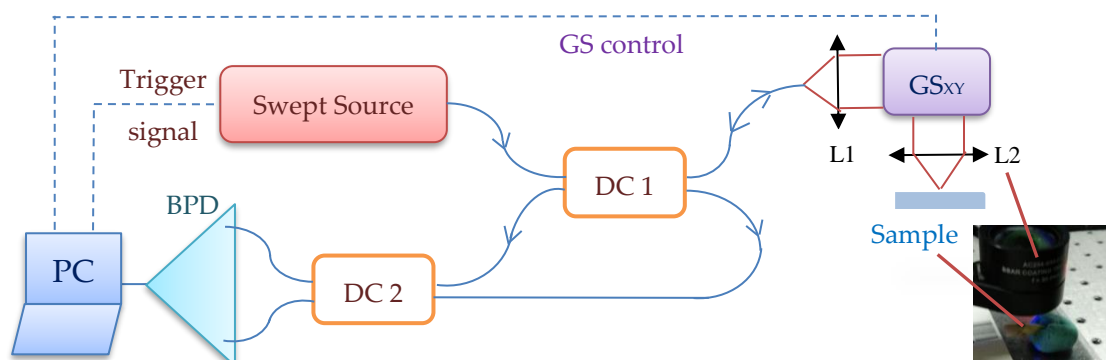 GS control
Trigger
signal
Swept Source
GSXY
L1
L2
DC 1
BPD
Sample
PC
DC 2